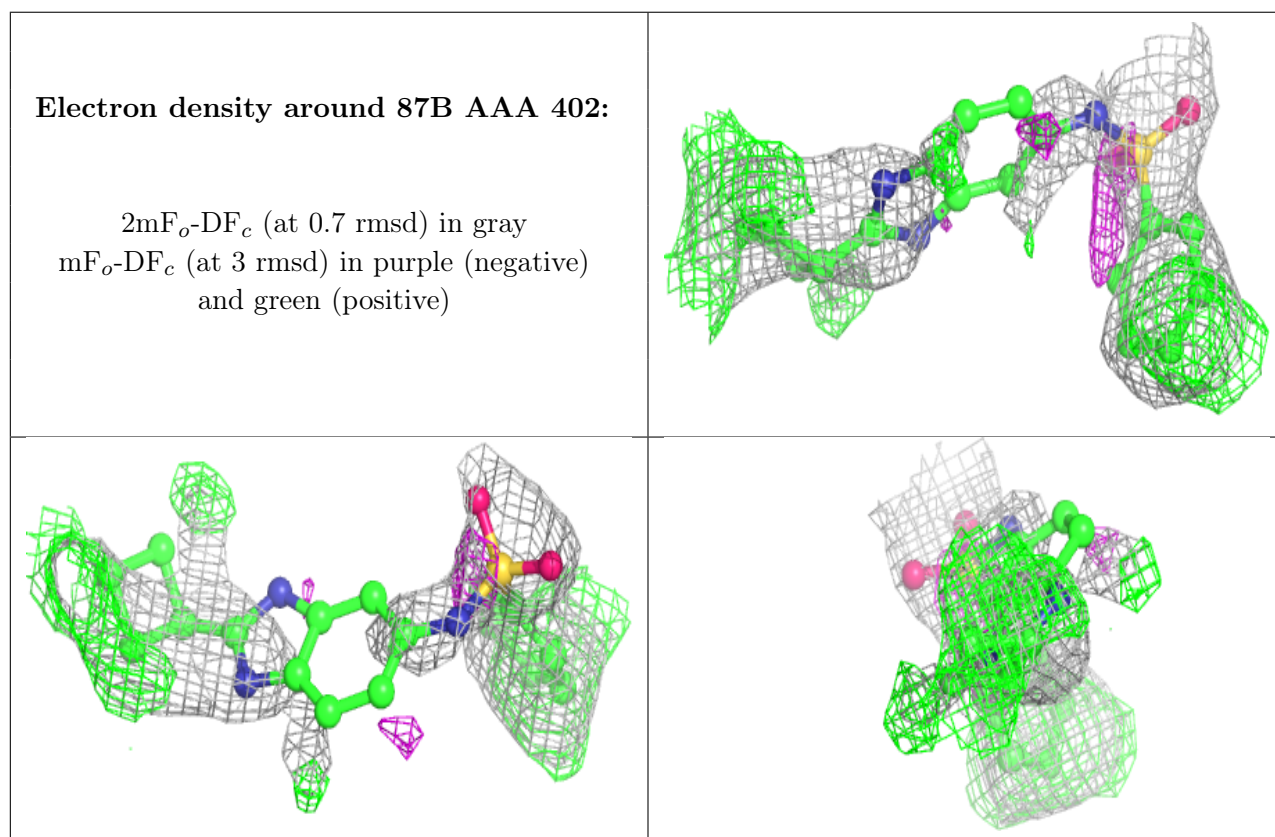 Electron density around 87B AAA 402:
2mFₒ-DF𝒸 (at 0.7 rmsd) in gray
mFₒ-DF𝒸 (at 3 rmsd) in purple (negative)
and green (positive)